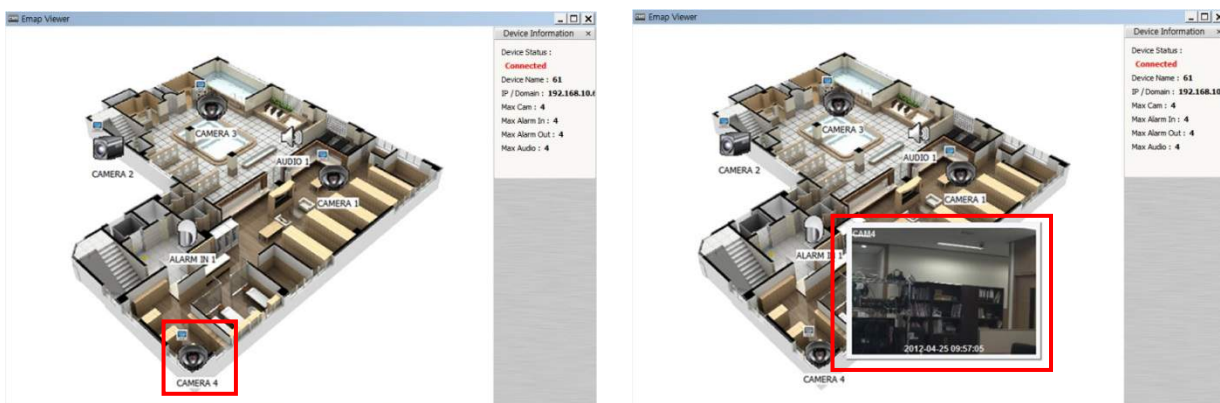 Emap Viewer
Device Information
Device Status :
Connected
Device Name : 61
IP / Domain : 192.168.10.6
Max Cam : 4
Max Alarm In : 4
Max Alarm Out : 4
Max Audio : 4
CAMERA 3
AUDIO 1
CAMERA 2
CAMERA 1
ALARM IN 1
CAMERA 4
Emap Viewer
Device Information
Device Status :
Connected
Device Name : 61
IP / Domain : 192.168.10
Max Cam : 4
Max Alarm In : 4
Max Alarm Out : 4
Max Audio : 4
CAMERA 3
AUDIO 1
CAMERA 2
CAMERA 1
CAM4
ALARM I
2012-04-25 09:57:05
CAMERA 4